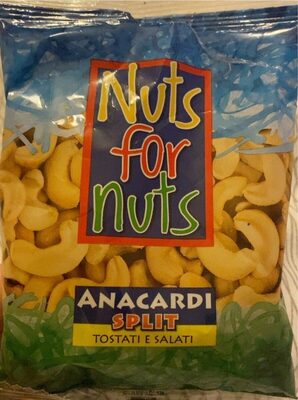 Nuts
for
nuts
ANACARDI
SPLIT
TOSTATI E SALATI